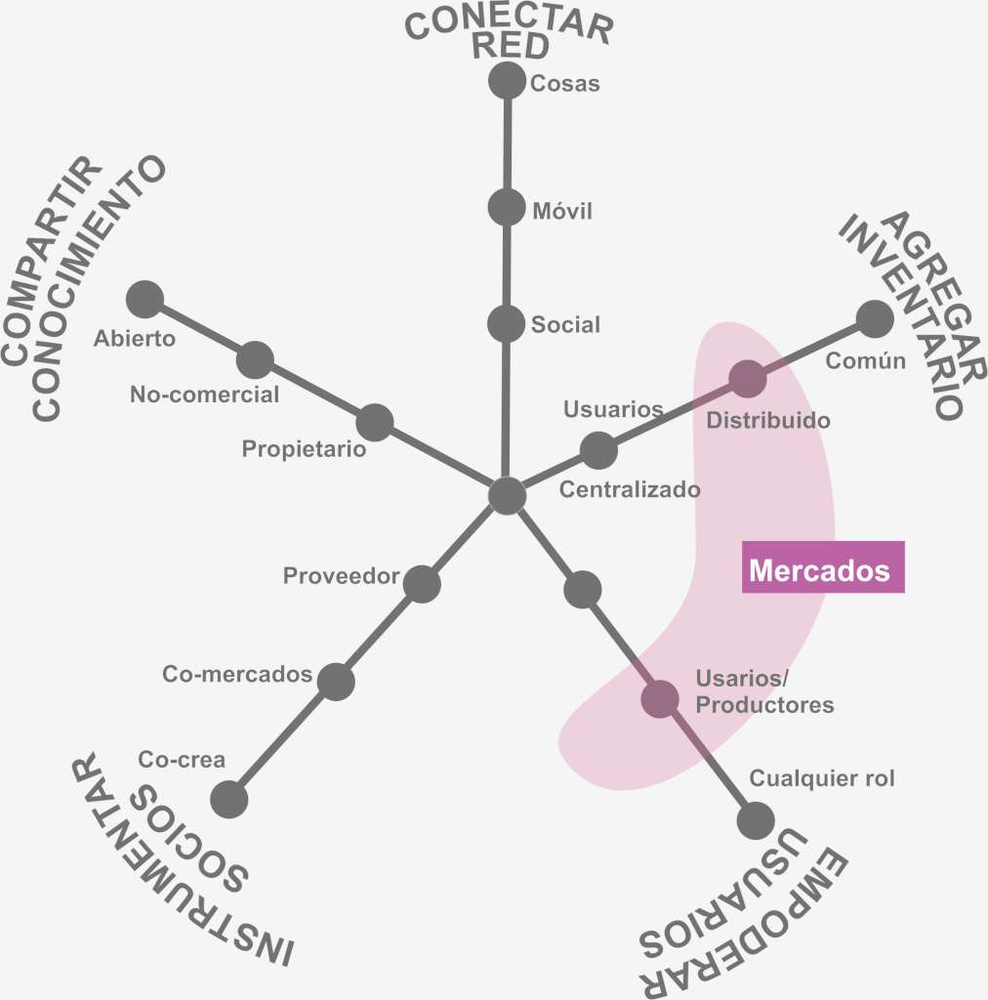 CONECTAR
RED
Cosas
Móvil
Social
COMPARTIR
CONOCIMIENTO
Abierto
No-comercial
Propietario
AGREGAR
INVENTARIO
Común
Distribuido
Usuarios
Centralizado
Mercados
Proveedor
Co-mercados
Co-crea
INSTRUMENTAR
SOCIOS
Usarios/
Productores
Cualquier rol
EMPODERAR
USUARIOS